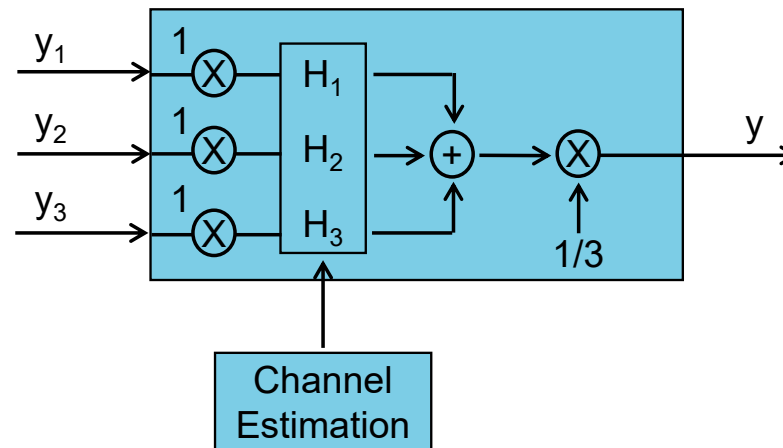 y1
1
X
H1
y2
1
X
H2
+
X
y
y3
1
X
H3
1/3
Channel
Estimation